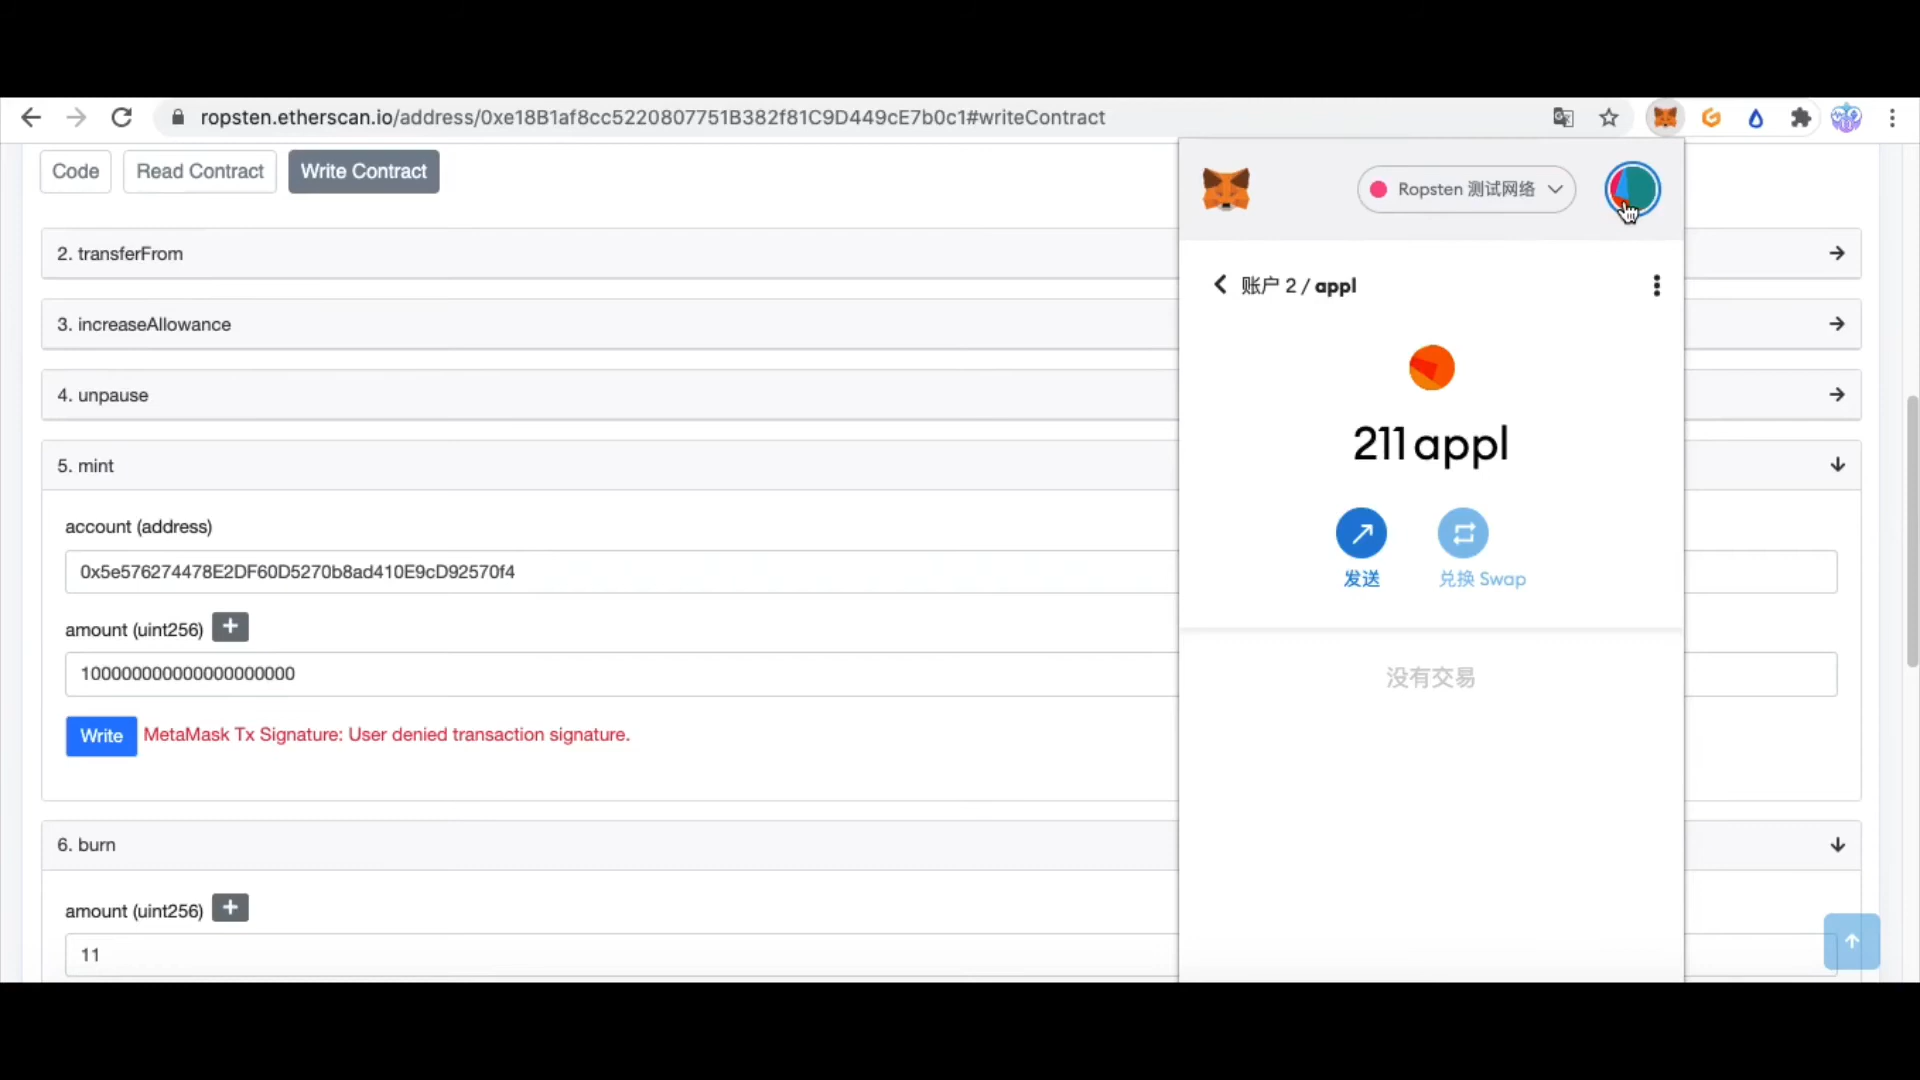 ropsten.etherscan.io/address/0xe18B1af8cc5220807751B382f81C9D449cE7b0c1#writeContract
Code Read Contract Write Contract
2. transferFrom
3. increaseAllowance
4. unpause
5. mint
account (address)
0x5e576274478E2DF60D5270b8ad410E9cD92570f4
amount (uint256)
100000000000000000000
Write MetaMask Tx Signature: User denied transaction signature.
6. burn
amount (uint256)
11
Ropsten 测试网络
账户 2 / appl
211 appl
发送 兑换 Swap
没有交易